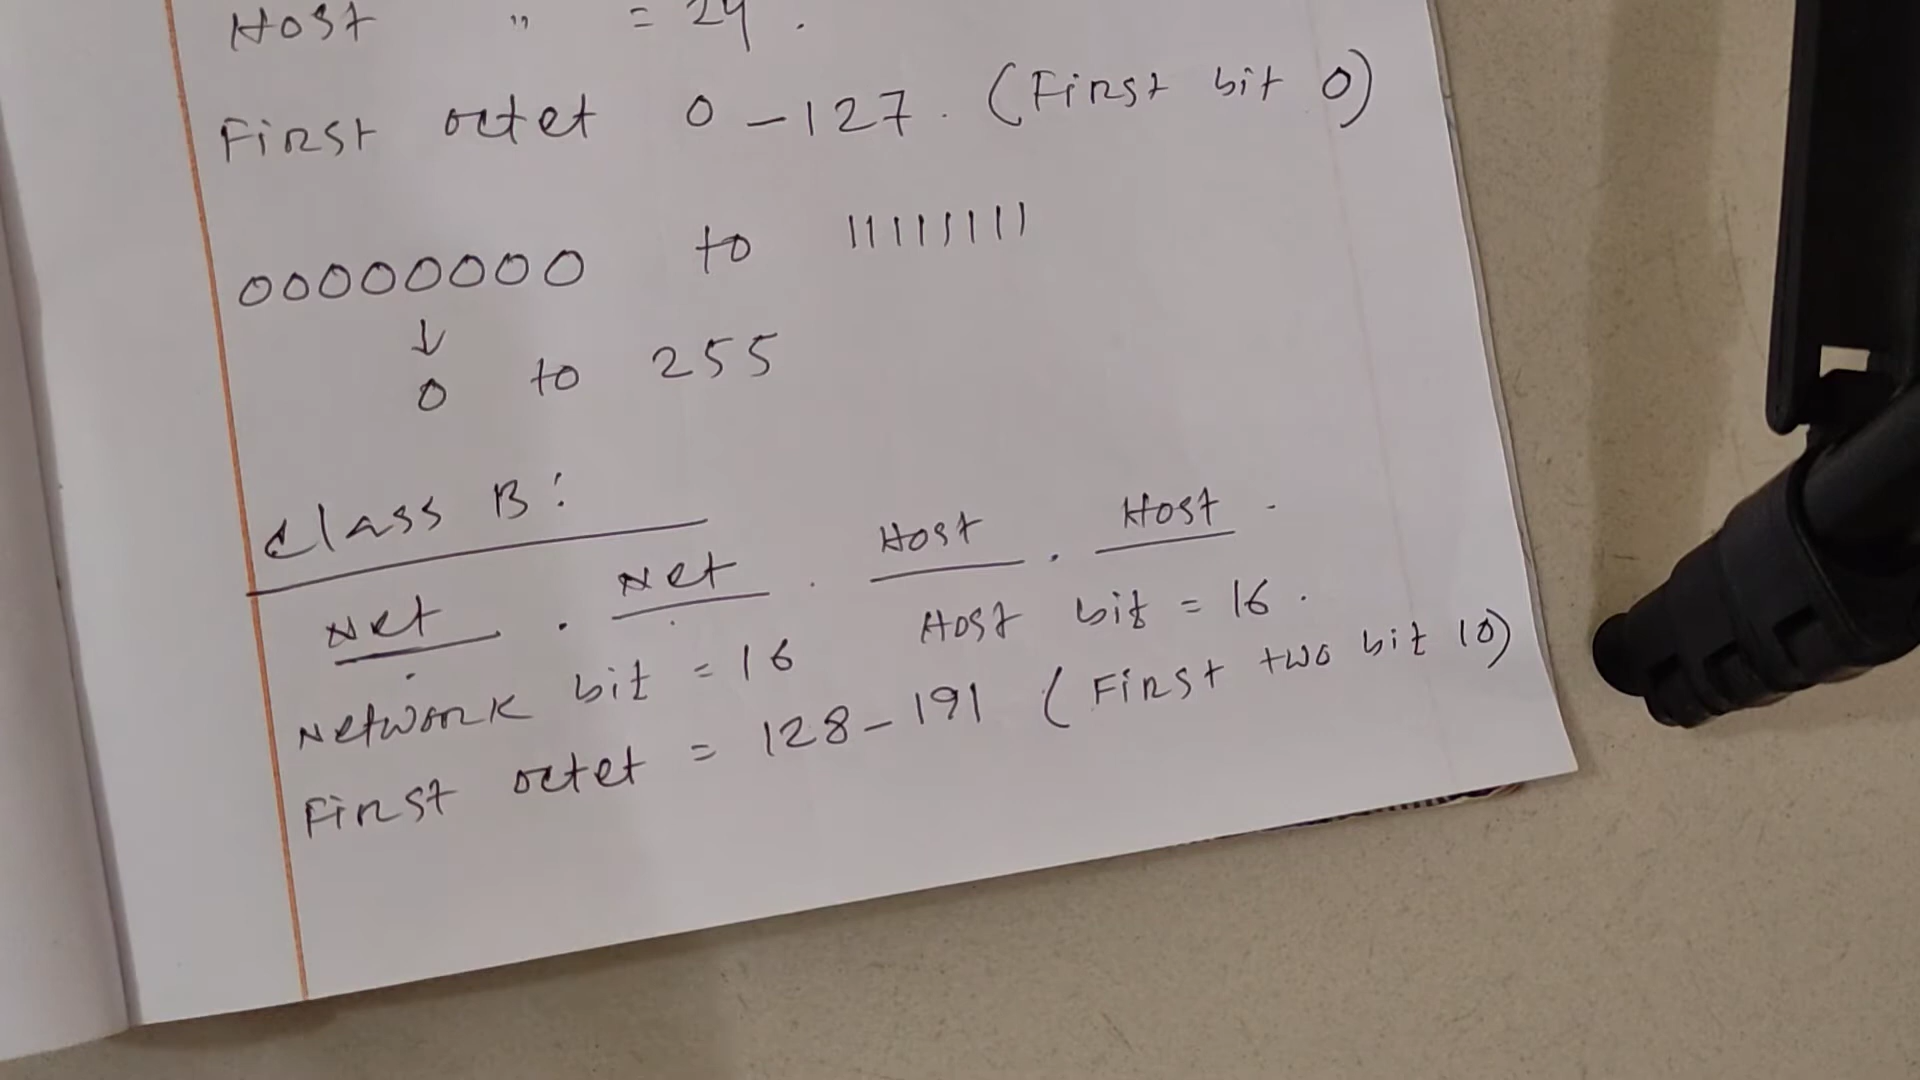 Host " = 24.
First octet 0-127. (First bit 0)
00000000 to 11111111
↓
0 to 255
Class B:
Net . Net . Host . Host .
Network bit = 16 Host bit = 16.
First octet = 128-191 (First two bit 10)